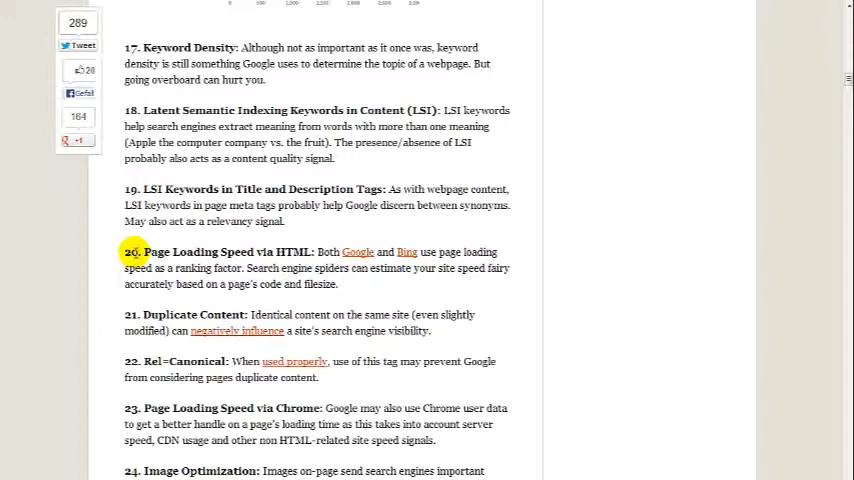 289
Tweet
20
Gefall
164
+1
17. Keyword Density: Although not as important as it once was, keyword
density is still something Google uses to determine the topic of a webpage. But
going overboard can hurt you.
18. Latent Semantic Indexing Keywords in Content (LSI): LSI keywords
help search engines extract meaning from words with more than one meaning
(Apple the computer company vs. the fruit). The presence/absence of LSI
probably also acts as a content quality signal.
19. LSI Keywords in Title and Description Tags: As with webpage content,
LSI keywords in page meta tags probably help Google discern between synonyms.
May also act as a relevancy signal.
20. Page Loading Speed via HTML: Both Google and Bing use page loading
speed as a ranking factor. Search engine spiders can estimate your site speed fairy
accurately based on a page's code and filesize.
21. Duplicate Content: Identical content on the same site (even slightly
modified) can negatively influence a site's search engine visibility.
22. Rel=Canonical: When used properly, use of this tag may prevent Google
from considering pages duplicate content.
23. Page Loading Speed via Chrome: Google may also use Chrome user data
to get a better handle on a page's loading time as this takes into account server
speed, CDN usage and other non HTML-related site speed signals.
24. Image Optimization: Images on-page send search engines important